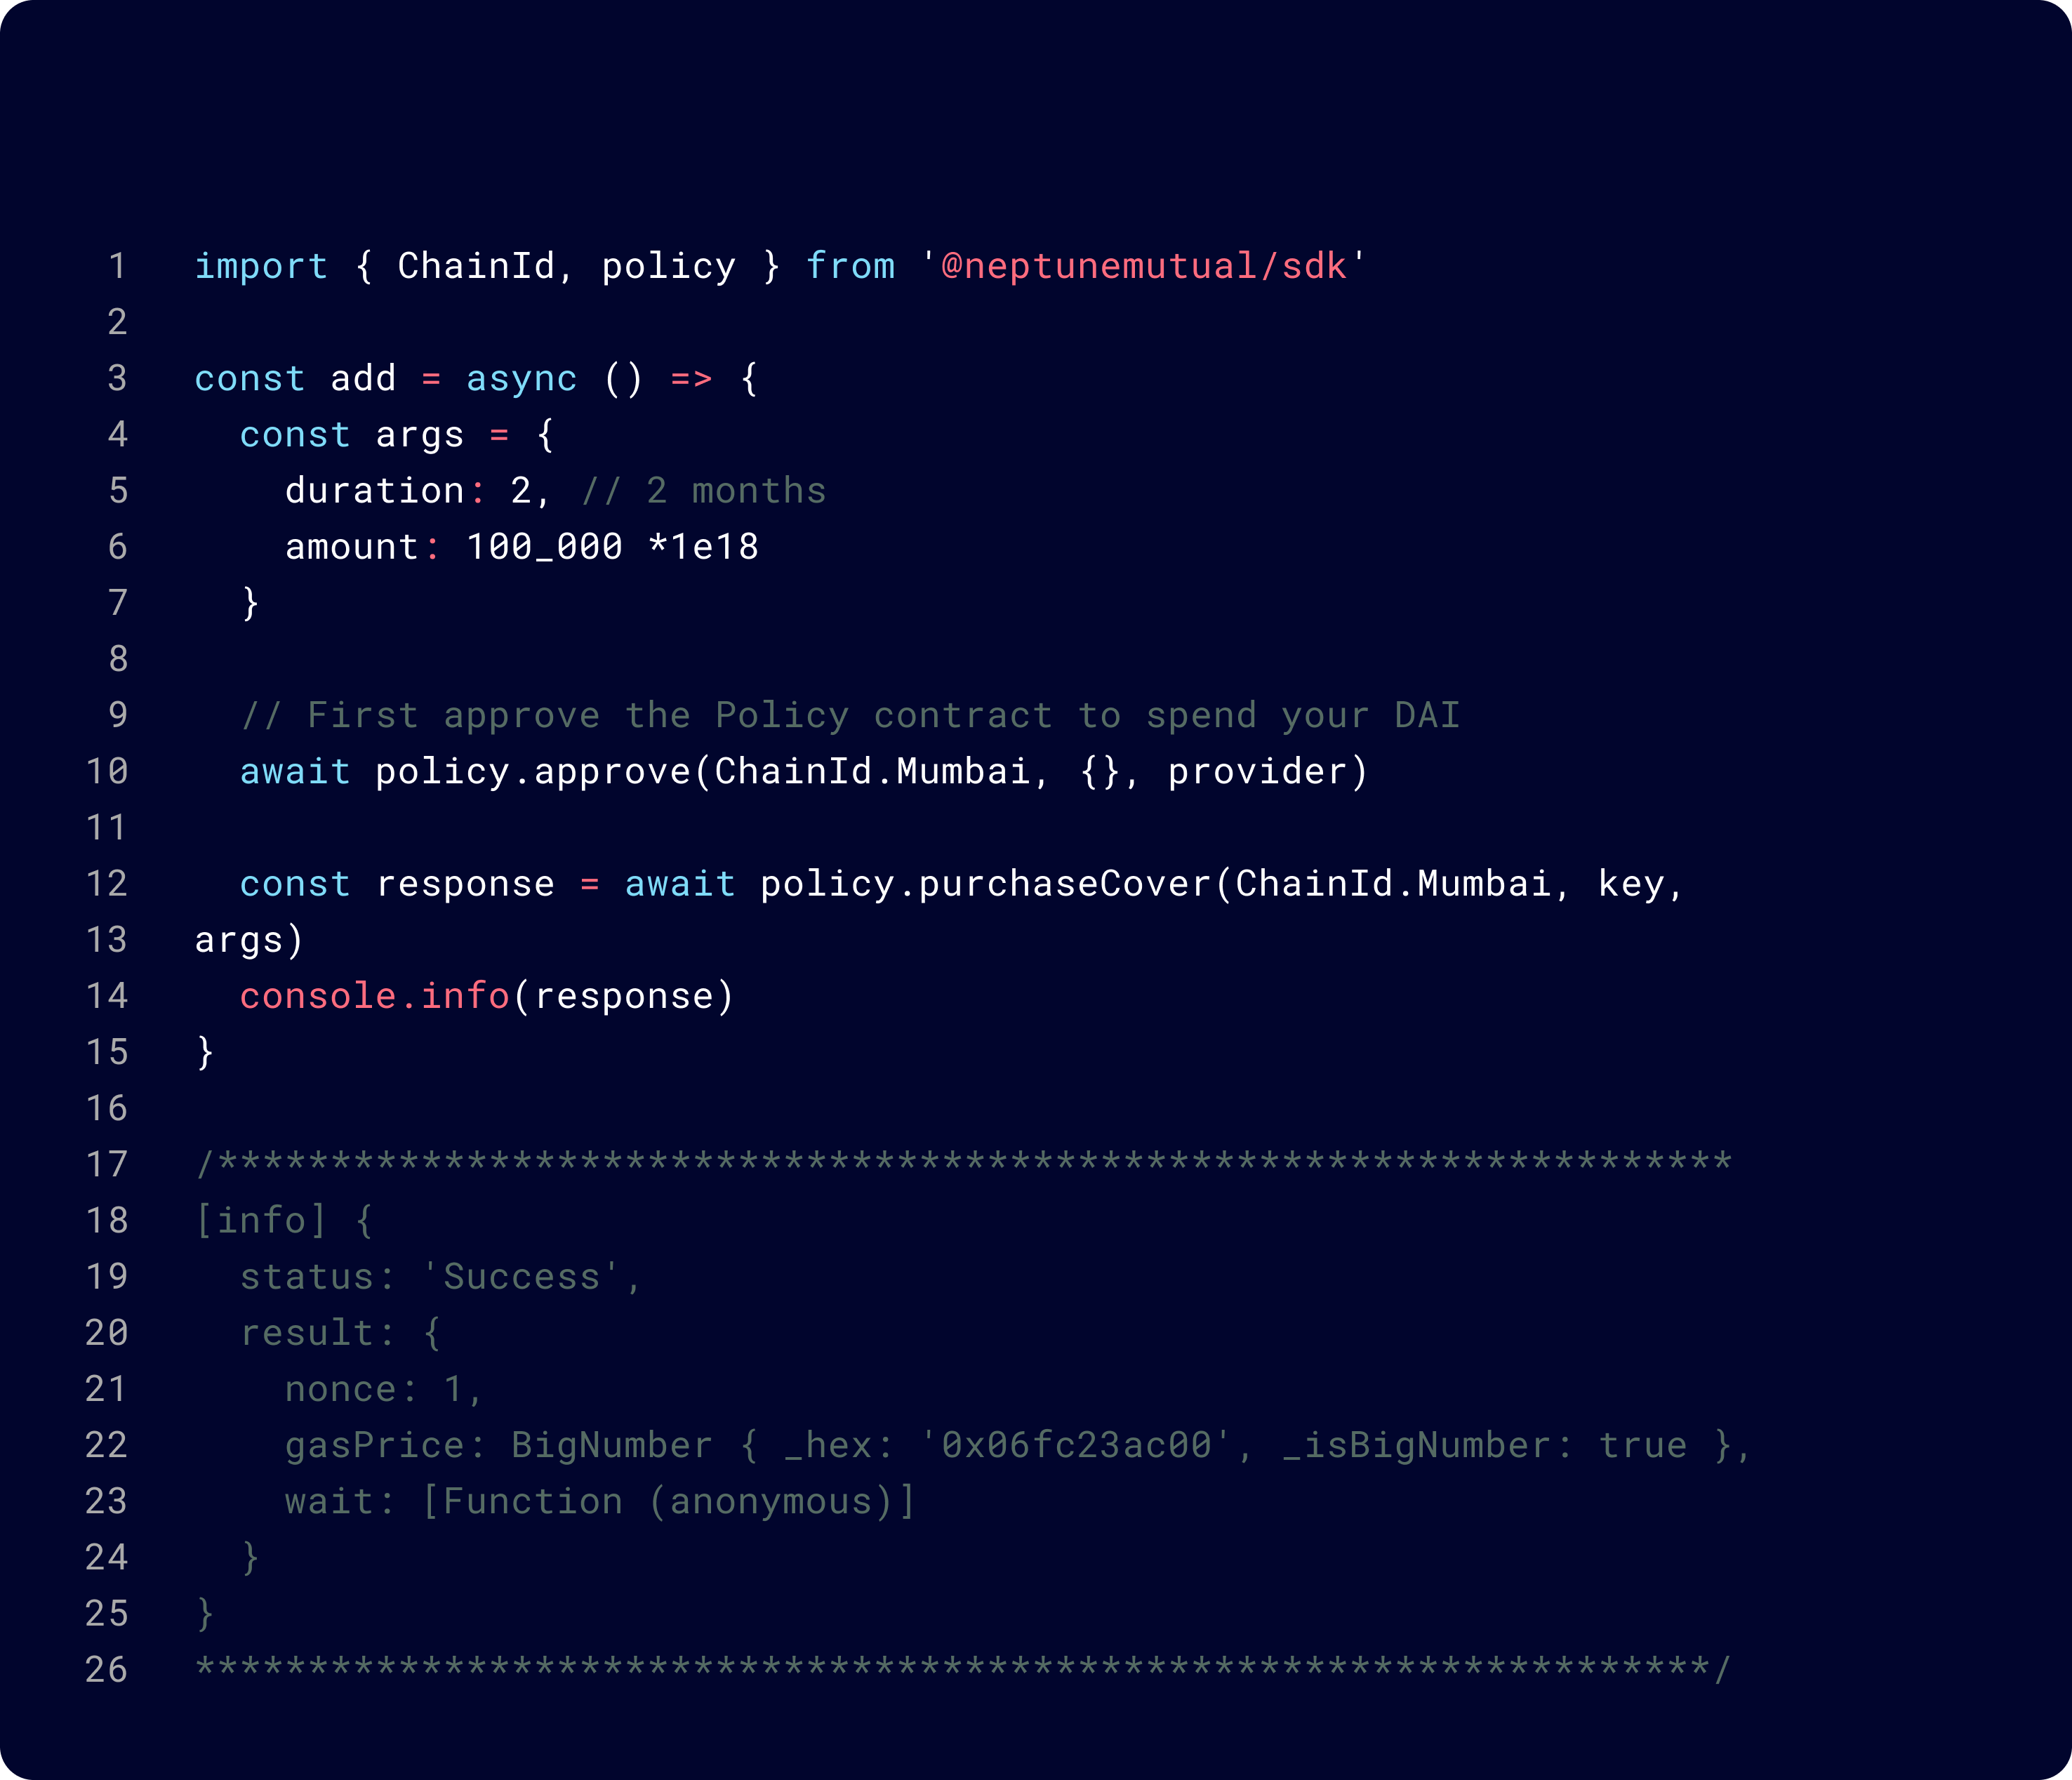 1 import { ChainId, policy } from '@neptunemutual/sdk'
2
3 const add = async () => {
4   const args = {
5     duration: 2, // 2 months
6     amount: 100_000 *1e18
7   }
8
9   // First approve the Policy contract to spend your DAI
10   await policy.approve(ChainId.Mumbai, {}, provider)
11
12   const response = await policy.purchaseCover(ChainId.Mumbai, key,
13 args)
14   console.info(response)
15 }
16
17 /*******************************************************************
18 [info] {
19   status: 'Success',
20   result: {
21     nonce: 1,
22     gasPrice: BigNumber { _hex: '0x06fc23ac00', _isBigNumber: true },
23     wait: [Function (anonymous)]
24   }
25 }
26 *******************************************************************/